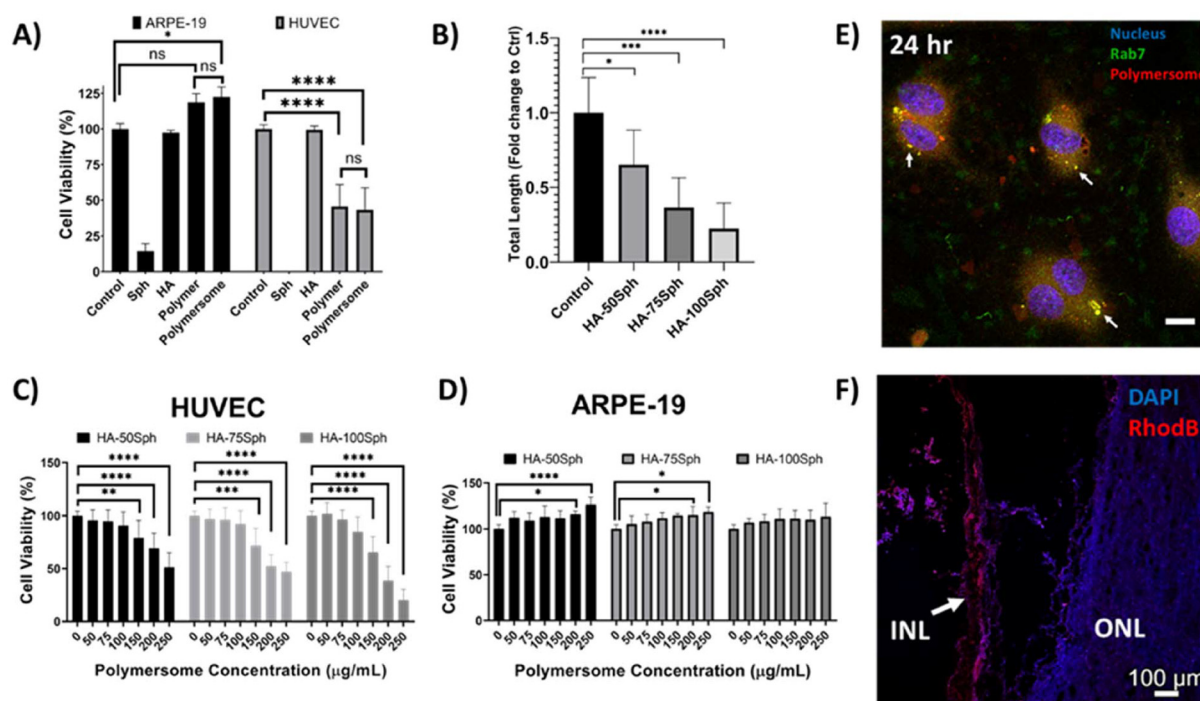 A)
ARPE-19 HUVEC
*
ns ns
****
****
ns
Cell Viability (%)
125
100
75
50
25
0
Control Sph HA Polymer Polymersome Control Sph HA Polymer Polymersome
B)
****
***
*
Total Length (Fold change to Ctrl)
1.5
1.0
0.5
0.0
Control HA-50Sph HA-75Sph HA-100Sph
E)
24 hr
Nucleus
Rab7
Polymersome
C)
HUVEC
HA-50Sph HA-75Sph HA-100Sph
**** **** ****
**** **** ****
** *** ****
Cell Viability (%)
150
100
50
0
0 50 75 100 150 200 250 0 50 75 100 150 200 250 0 50 75 100 150 200 250
Polymersome Concentration (μg/mL)
D)
ARPE-19
HA-50Sph HA-75Sph HA-100Sph
**** *
* *
Cell Viability (%)
150
100
50
0
0 50 75 100 150 200 250 0 50 75 100 150 200 250 0 50 75 100 150 200 250
Polymersome Concentration (μg/mL)
F)
DAPI
RhodB
INL
ONL
100 μm